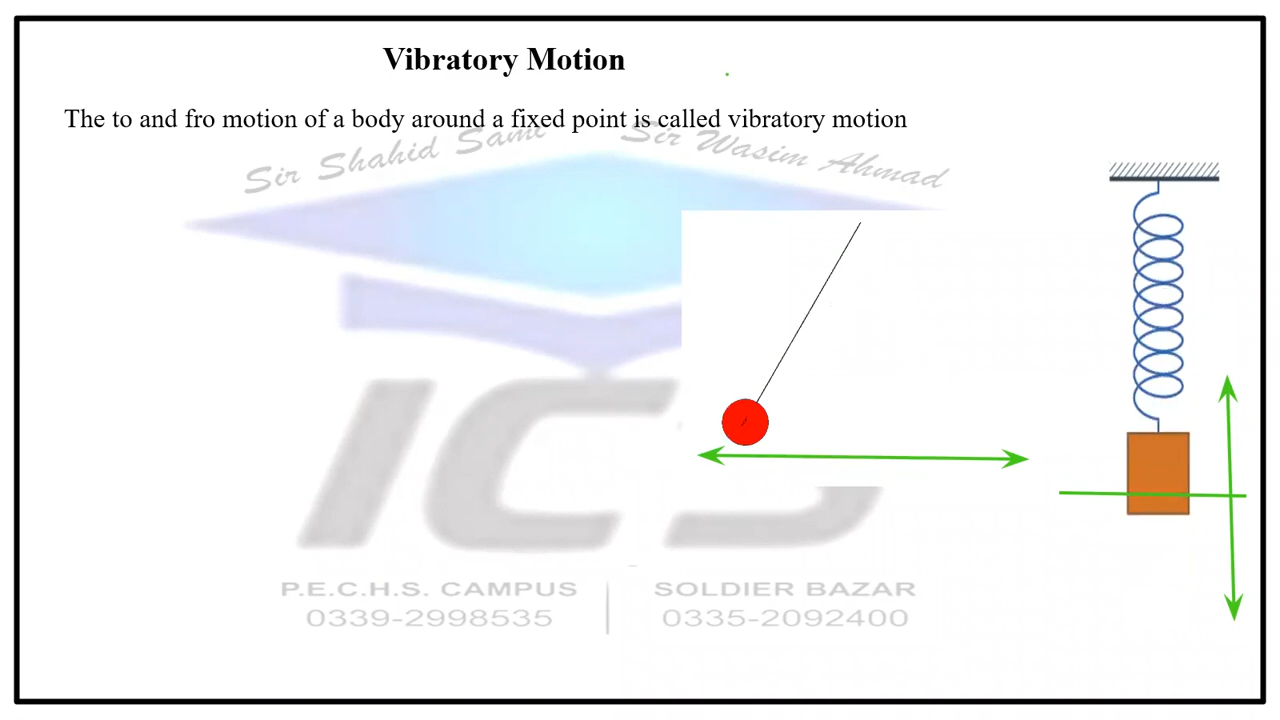 Vibratory Motion
The to and fro motion of a body around a fixed point is called vibratory motion
Sir Shahid Sami Sir Wasim Ahmad
ICS
P.E.C.H.S. CAMPUS
0339-2998535
SOLDIER BAZAR
0335-2092400